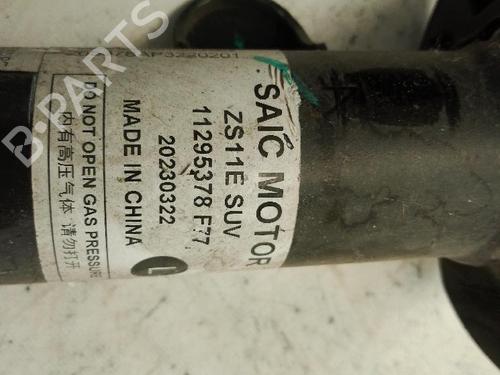 SAIC MOTOR
ZS11E SUV
11295378 F77
20230322
MADE IN CHINA
L
DO NOT OPEN GAS PRESSURE
内有高压气体 请勿打开
B-PARTS